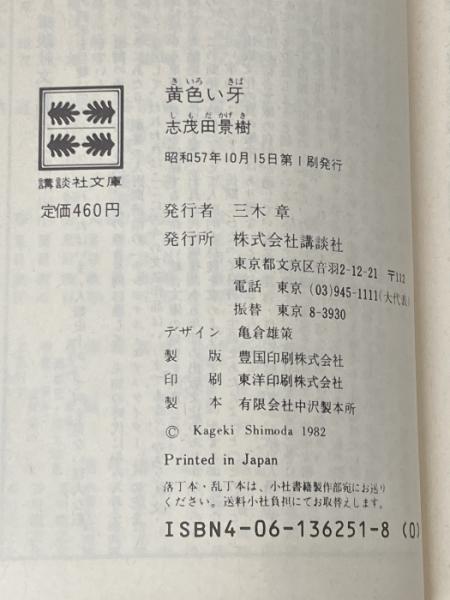 講談社文庫
定価460円
きいろ きば
黄色い牙
しもだかげき
志茂田景樹
昭和57年10月15日第1刷発行
発行者 三木 章
発行所 株式会社講談社
東京都文京区音羽2-12-21 〒112
電話 東京 (03)945-1111(大代表)
振替 東京 8-3930
デザイン 亀倉雄策
製版 豊国印刷株式会社
印刷 東洋印刷株式会社
製本 有限会社中沢製本所
© Kageki Shimoda 1982
Printed in Japan
落丁本・乱丁本は、小社書籍製作部宛にお送り
ください。送料小社負担にてお取替えします。
ISBN4-06-136251-8 (0)